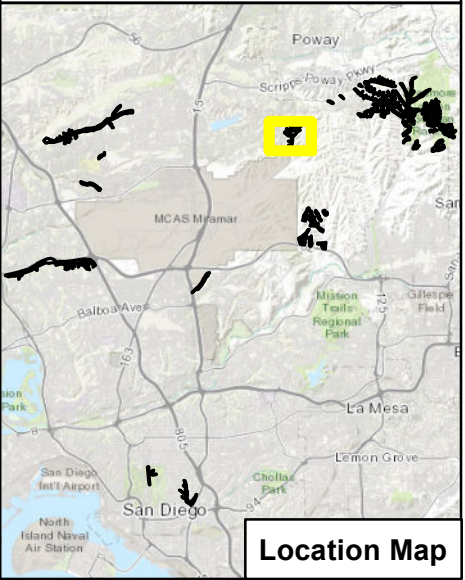 56
Poway
Scripps Poway pkwy
15
San
MCAS Miramar
Balboa Ave
Mission
Trails
Regional
Park
125
Gillespie
Field
163
sion
Park
8
805
La Mesa
Lemon Grove
San Diego
Int'l Airport
Chollas
Park
94
San Diego
North
Island Naval
Air Station
Location Map